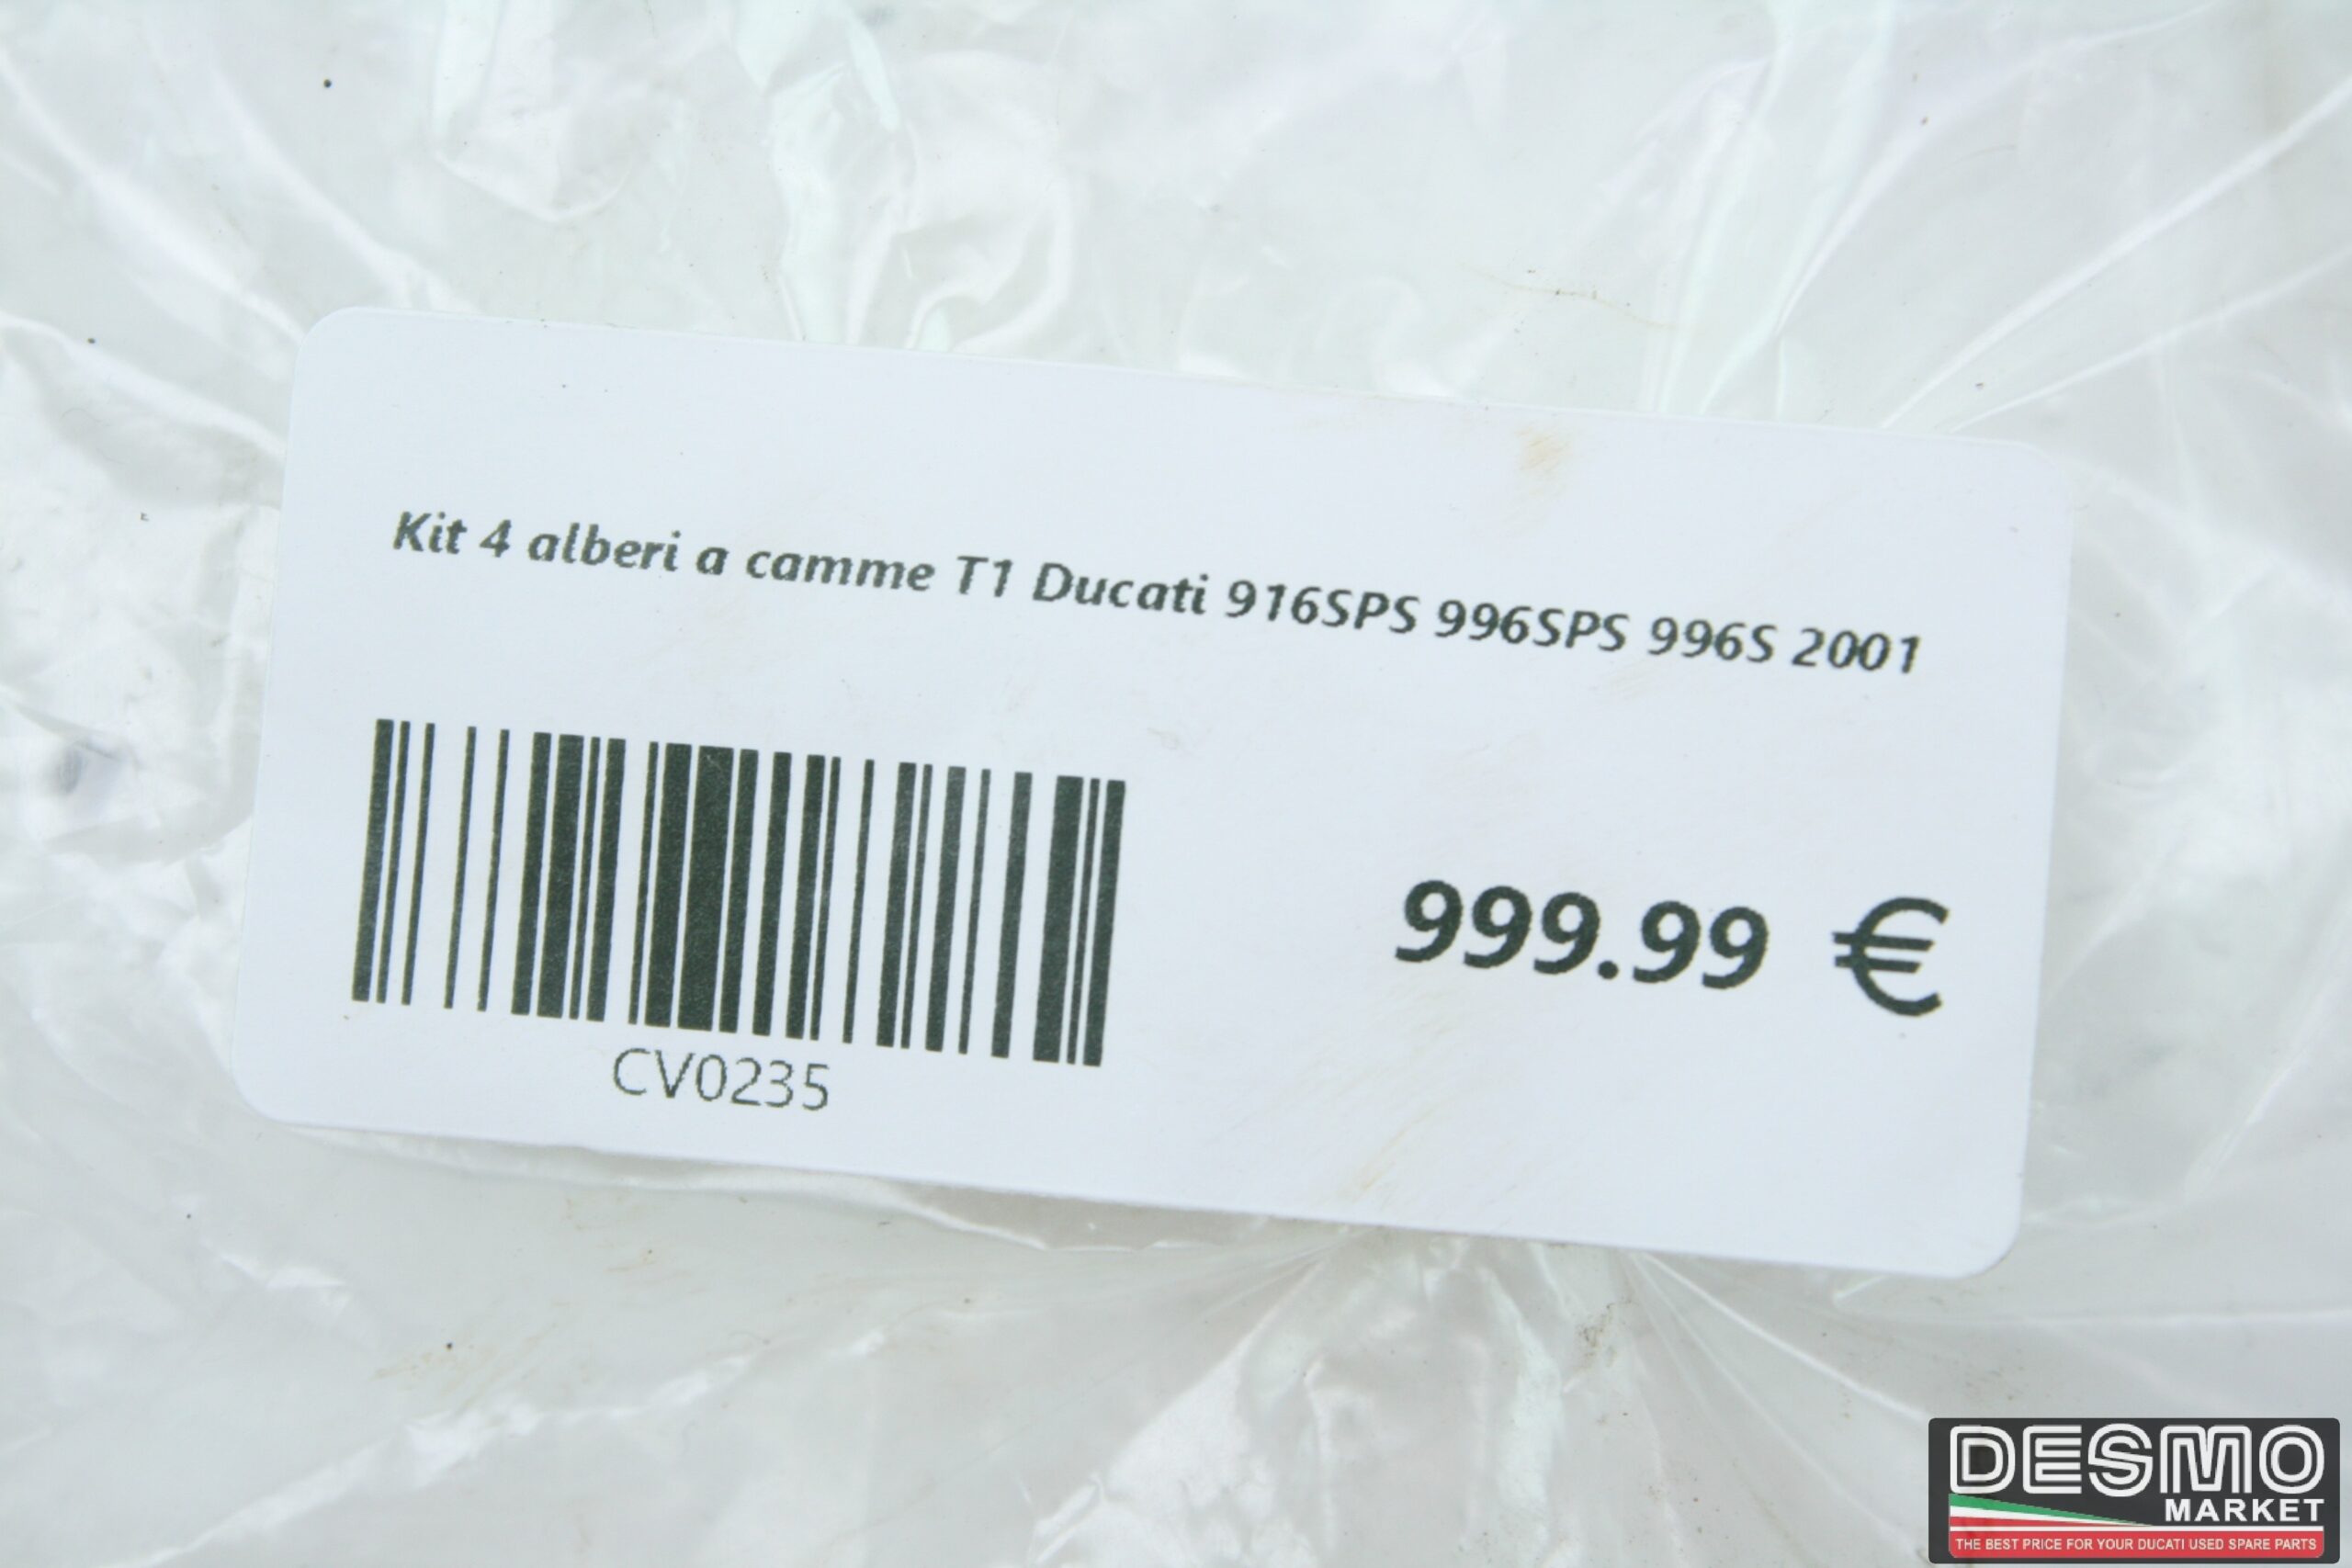 Kit 4 alberi a camme T1 Ducati 916SPS 996SPS 996S 2001
999.99 €
CV0235
DESMO
MARKET
THE BEST PRICE FOR YOUR DUCATI USED SPARE PARTS